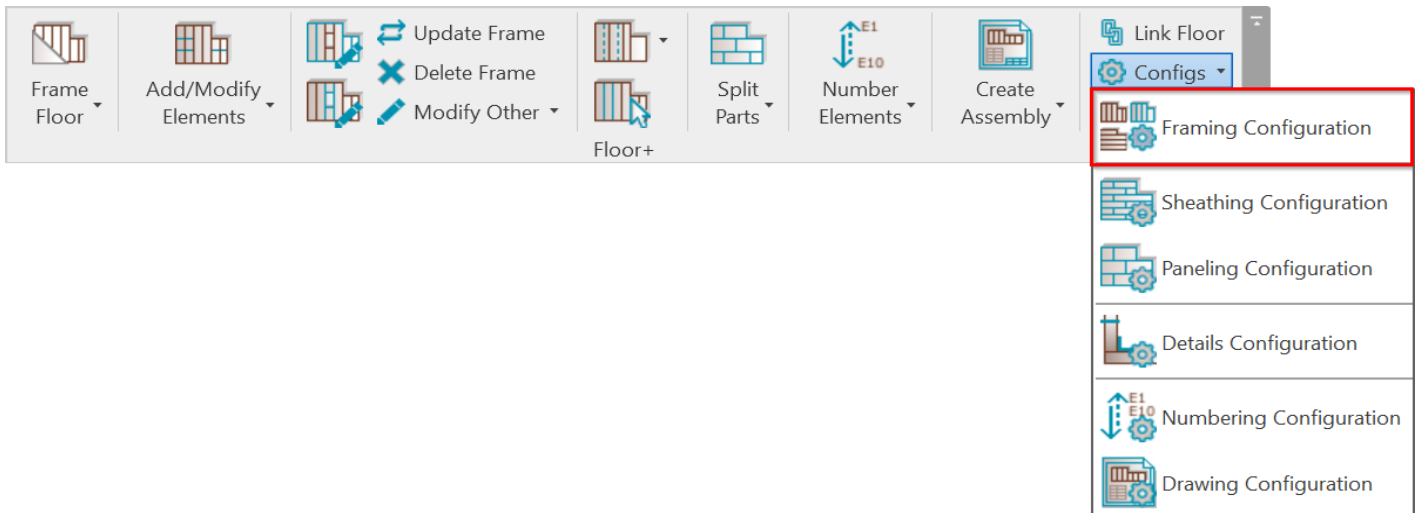 Frame
Floor
Add/Modify
Elements
Update Frame
Delete Frame
Modify Other
Split
Parts
E1
E10
Number
Elements
Create
Assembly
Link Floor
Configs
Floor+
Framing Configuration
Sheathing Configuration
Paneling Configuration
Details Configuration
E1
E10
Numbering Configuration
Drawing Configuration